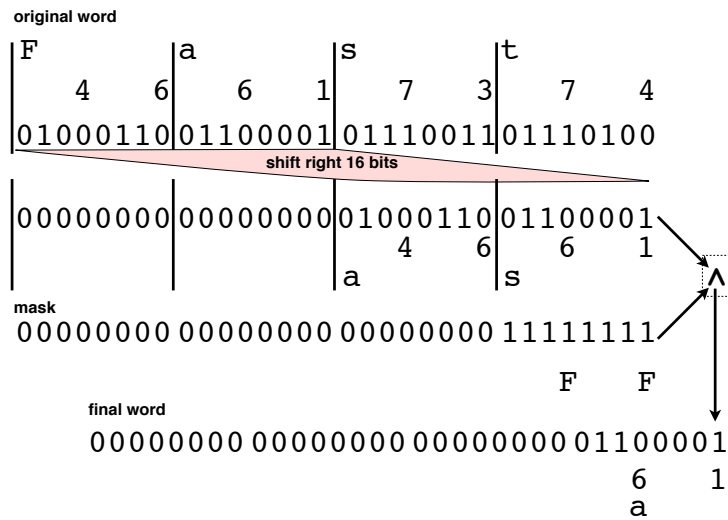 original word
F a s t
4 6 6 1 7 3 7 4
01000110 01100001 01110011 01110100
shift right 16 bits
00000000 00000000 01000110 01100001
4 6 6 1
a s
^
mask
00000000 00000000 00000000 11111111
F F
final word
00000000 00000000 00000000 01100001
6 1
a